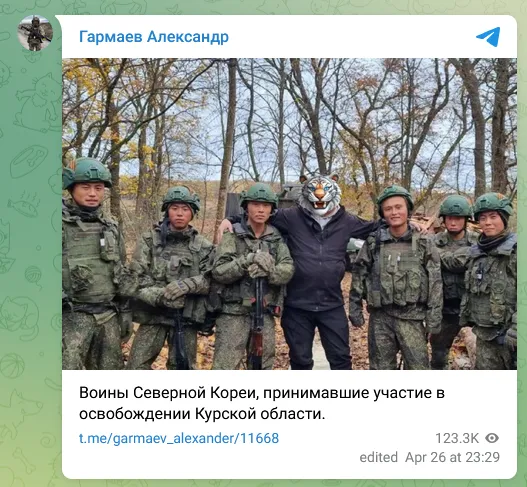 Гармаев Александр
Воины Северной Кореи, принимавшие участие в
освобождении Курской области.
t.me/garmaev_alexander/11668
123.3K
edited Apr 26 at 23:29